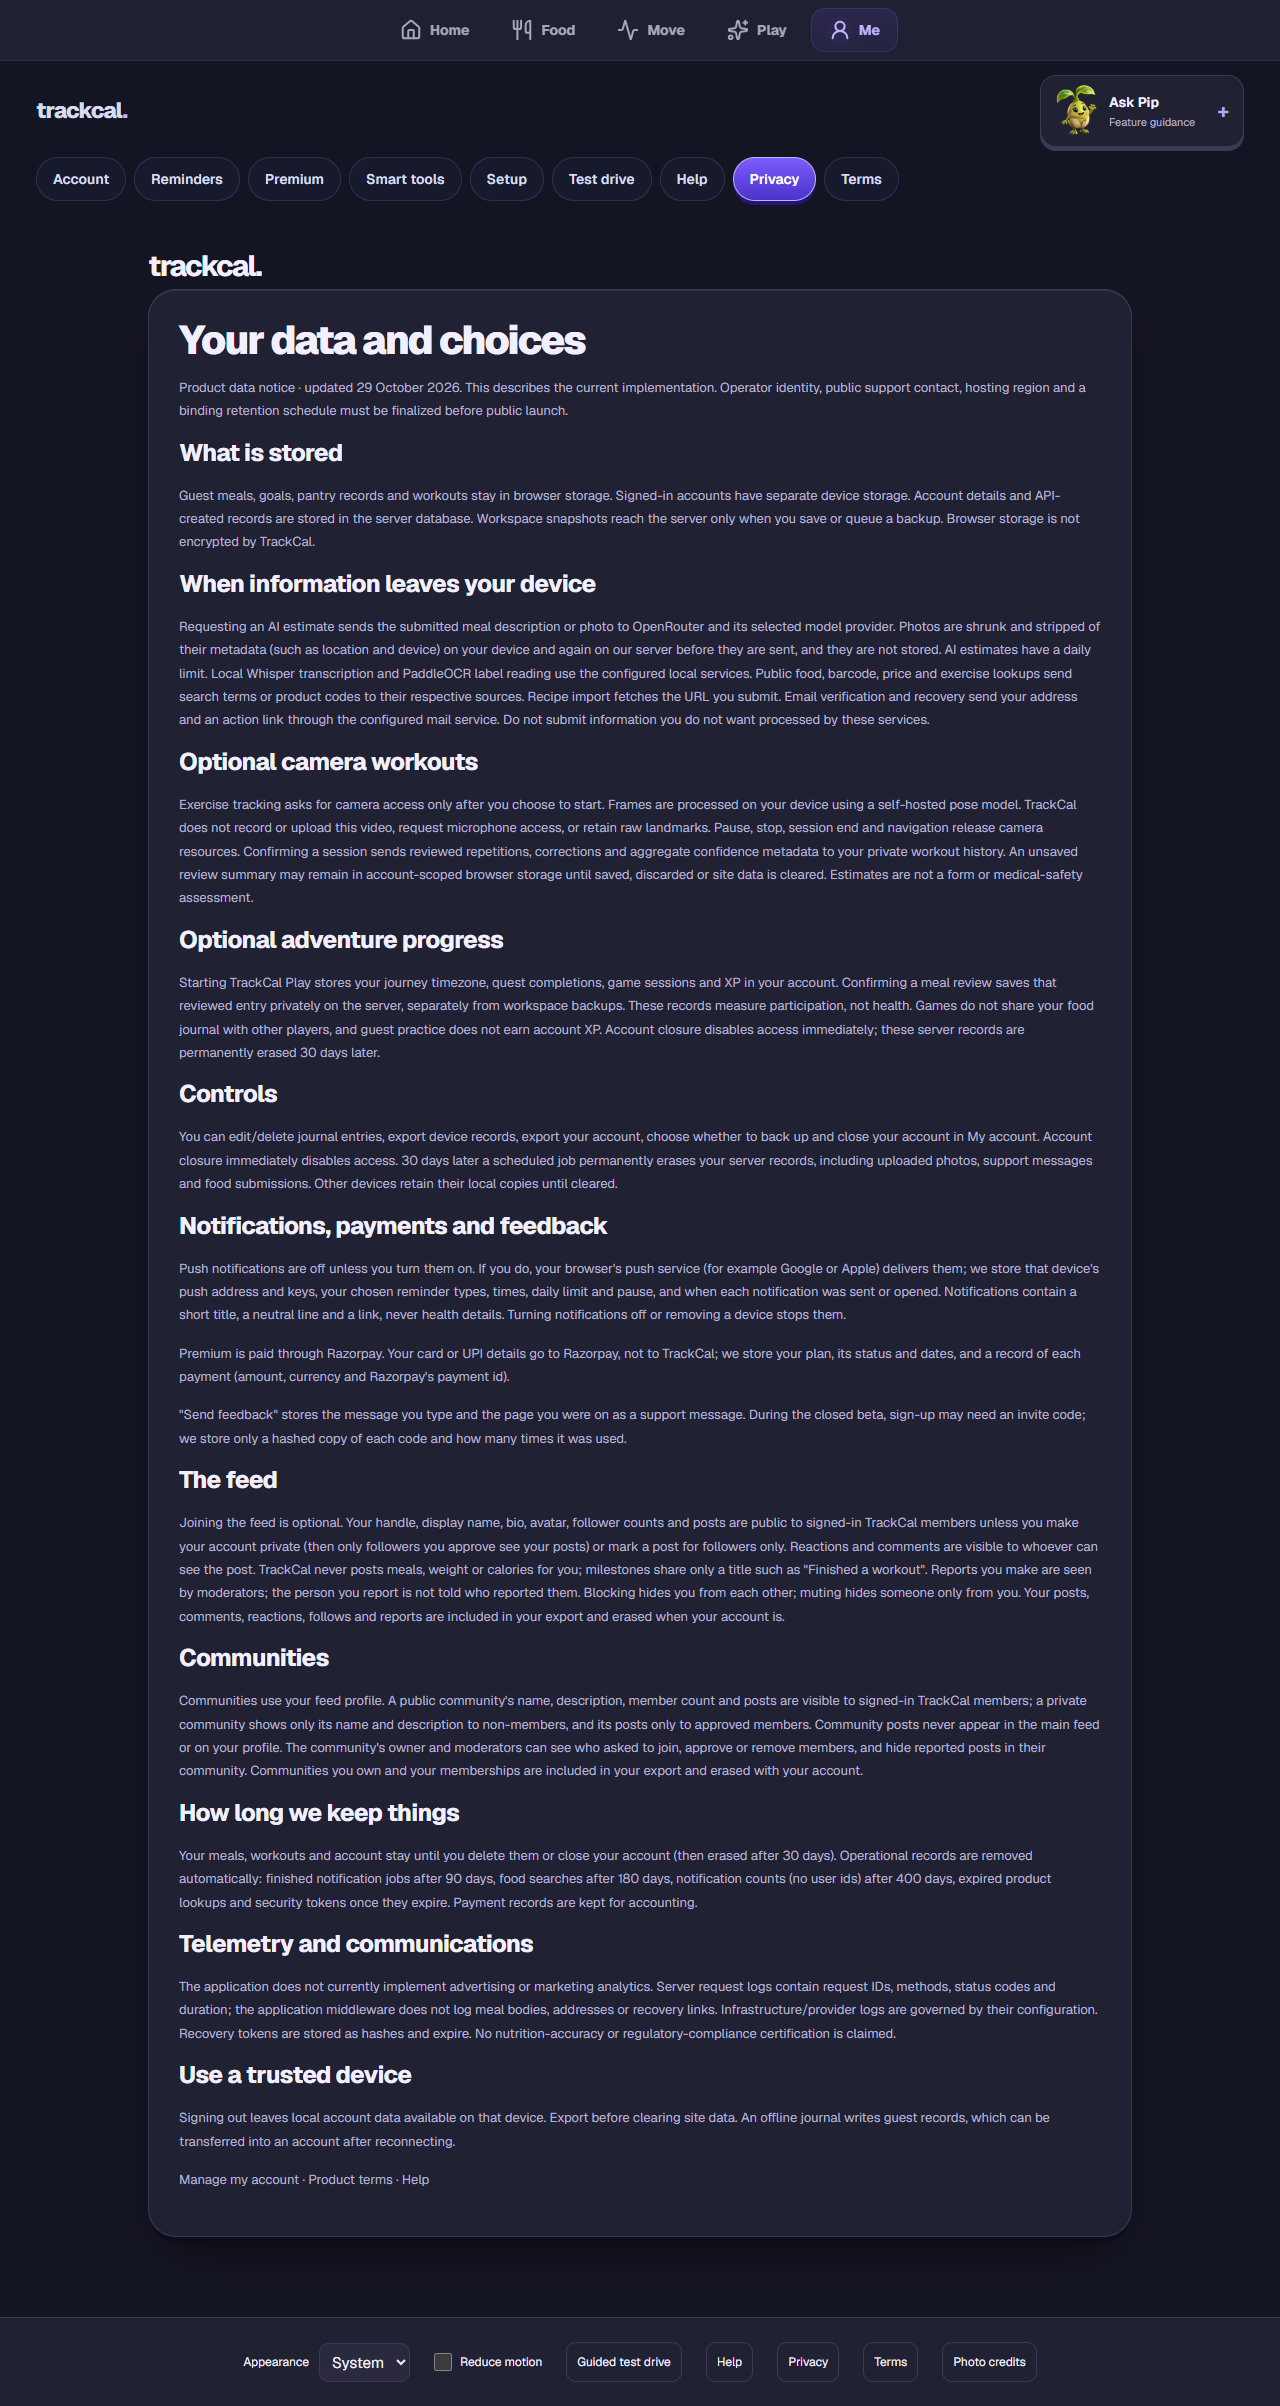 Home
Food
Move
Play
Me
trackcal.
Ask Pip
Feature guidance
+
Account
Reminders
Premium
Smart tools
Setup
Test drive
Help
Privacy
Terms
trackcal.
Your data and choices
Product data notice · updated 29 October 2026. This describes the current implementation. Operator identity, public support contact, hosting region and a
binding retention schedule must be finalized before public launch.
What is stored
Guest meals, goals, pantry records and workouts stay in browser storage. Signed-in accounts have separate device storage. Account details and API-
created records are stored in the server database. Workspace snapshots reach the server only when you save or queue a backup. Browser storage is not
encrypted by TrackCal.
When information leaves your device
Requesting an AI estimate sends the submitted meal description or photo to OpenRouter and its selected model provider. Photos are shrunk and stripped of
their metadata (such as location and device) on your device and again on our server before they are sent, and they are not stored. AI estimates have a daily
limit. Local Whisper transcription and PaddleOCR label reading use the configured local services. Public food, barcode, price and exercise lookups send
search terms or product codes to their respective sources. Recipe import fetches the URL you submit. Email verification and recovery send your address
and an action link through the configured mail service. Do not submit information you do not want processed by these services.
Optional camera workouts
Exercise tracking asks for camera access only after you choose to start. Frames are processed on your device using a self-hosted pose model. TrackCal
does not record or upload this video, request microphone access, or retain raw landmarks. Pause, stop, session end and navigation release camera
resources. Confirming a session sends reviewed repetitions, corrections and aggregate confidence metadata to your private workout history. An unsaved
review summary may remain in account-scoped browser storage until saved, discarded or site data is cleared. Estimates are not a form or medical-safety
assessment.
Optional adventure progress
Starting TrackCal Play stores your journey timezone, quest completions, game sessions and XP in your account. Confirming a meal review saves that
reviewed entry privately on the server, separately from workspace backups. These records measure participation, not health. Games do not share your food
journal with other players, and guest practice does not earn account XP. Account closure disables access immediately; these server records are
permanently erased 30 days later.
Controls
You can edit/delete journal entries, export device records, export your account, choose whether to back up and close your account in My account. Account
closure immediately disables access. 30 days later a scheduled job permanently erases your server records, including uploaded photos, support messages
and food submissions. Other devices retain their local copies until cleared.
Notifications, payments and feedback
Push notifications are off unless you turn them on. If you do, your browser's push service (for example Google or Apple) delivers them; we store that device's
push address and keys, your chosen reminder types, times, daily limit and pause, and when each notification was sent or opened. Notifications contain a
short title, a neutral line and a link, never health details. Turning notifications off or removing a device stops them.
Premium is paid through Razorpay. Your card or UPI details go to Razorpay, not to TrackCal; we store your plan, its status and dates, and a record of each
payment (amount, currency and Razorpay's payment id).
"Send feedback" stores the message you type and the page you were on as a support message. During the closed beta, sign-up may need an invite code;
we store only a hashed copy of each code and how many times it was used.
The feed
Joining the feed is optional. Your handle, display name, bio, avatar, follower counts and posts are public to signed-in TrackCal members unless you make
your account private (then only followers you approve see your posts) or mark a post for followers only. Reactions and comments are visible to whoever can
see the post. TrackCal never posts meals, weight or calories for you; milestones share only a title such as "Finished a workout". Reports you make are seen
by moderators; the person you report is not told who reported them. Blocking hides you from each other; muting hides someone only from you. Your posts,
comments, reactions, follows and reports are included in your export and erased when your account is.
Communities
Communities use your feed profile. A public community's name, description, member count and posts are visible to signed-in TrackCal members; a private
community shows only its name and description to non-members, and its posts only to approved members. Community posts never appear in the main feed
or on your profile. The community's owner and moderators can see who asked to join, approve or remove members, and hide reported posts in their
community. Communities you own and your memberships are included in your export and erased with your account.
How long we keep things
Your meals, workouts and account stay until you delete them or close your account (then erased after 30 days). Operational records are removed
automatically: finished notification jobs after 90 days, food searches after 180 days, notification counts (no user ids) after 400 days, expired product
lookups and security tokens once they expire. Payment records are kept for accounting.
Telemetry and communications
The application does not currently implement advertising or marketing analytics. Server request logs contain request IDs, methods, status codes and
duration; the application middleware does not log meal bodies, addresses or recovery links. Infrastructure/provider logs are governed by their configuration.
Recovery tokens are stored as hashes and expire. No nutrition-accuracy or regulatory-compliance certification is claimed.
Use a trusted device
Signing out leaves local account data available on that device. Export before clearing site data. An offline journal writes guest records, which can be
transferred into an account after reconnecting.
Manage my account · Product terms · Help
Appearance
System
Reduce motion
Guided test drive
Help
Privacy
Terms
Photo credits